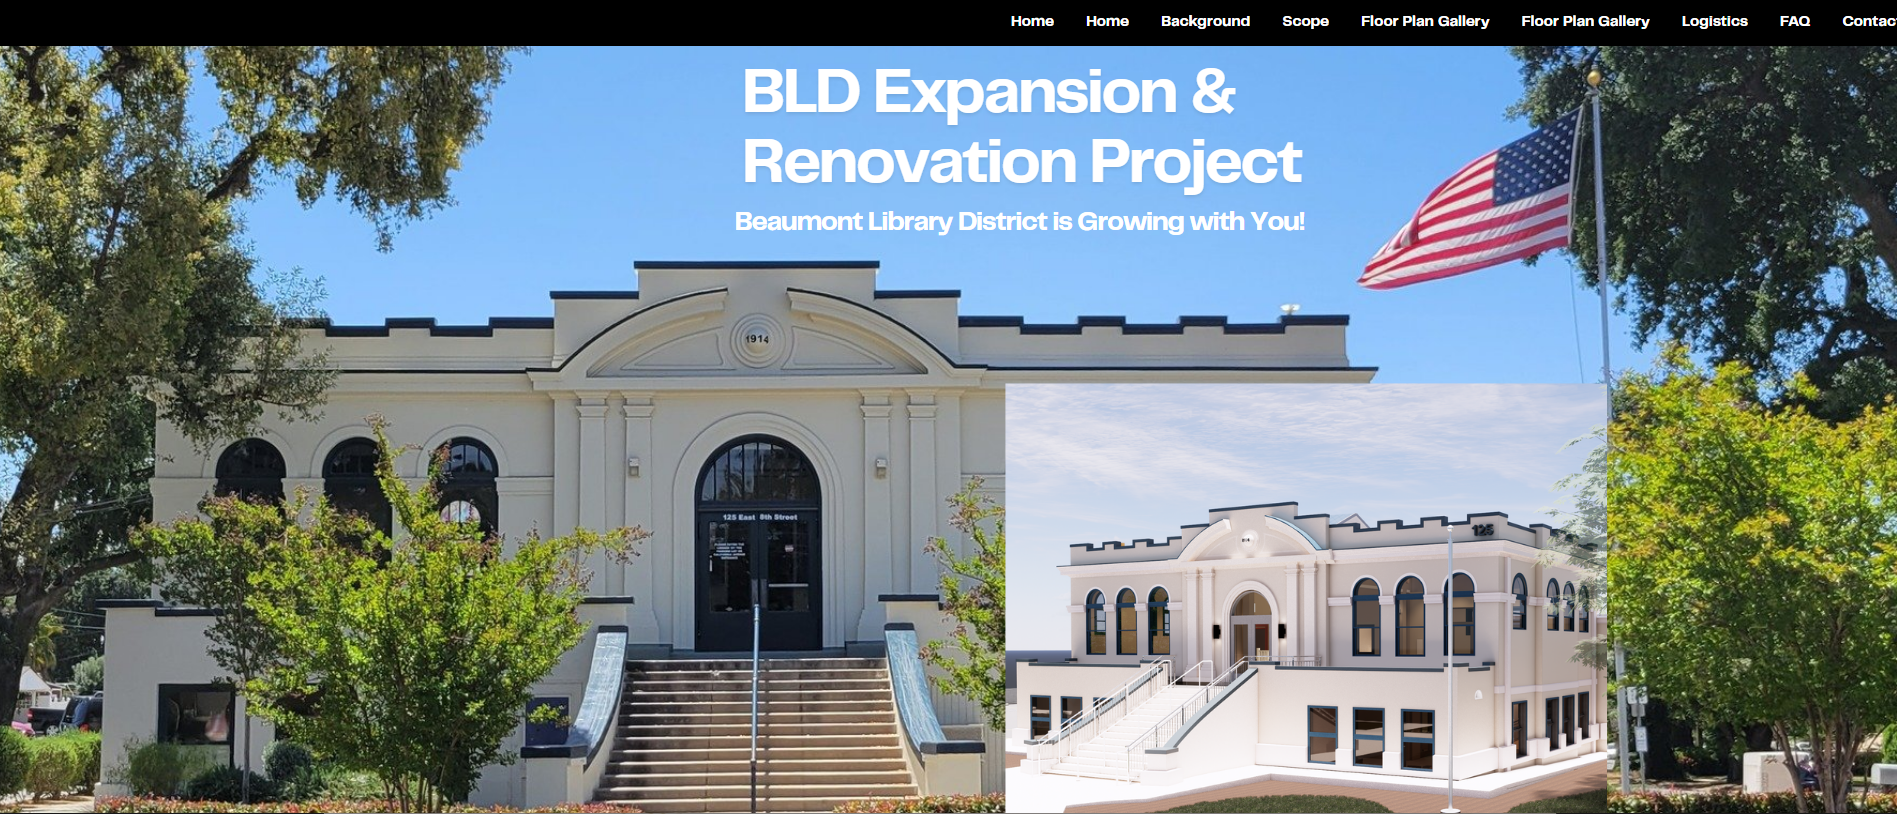 Home Home Background Scope Floor Plan Gallery Floor Plan Gallery Logistics FAQ Contac
BLD Expansion &
Renovation Project
Beaumont Library District is Growing with You!
1914
125 East 8th Street
125